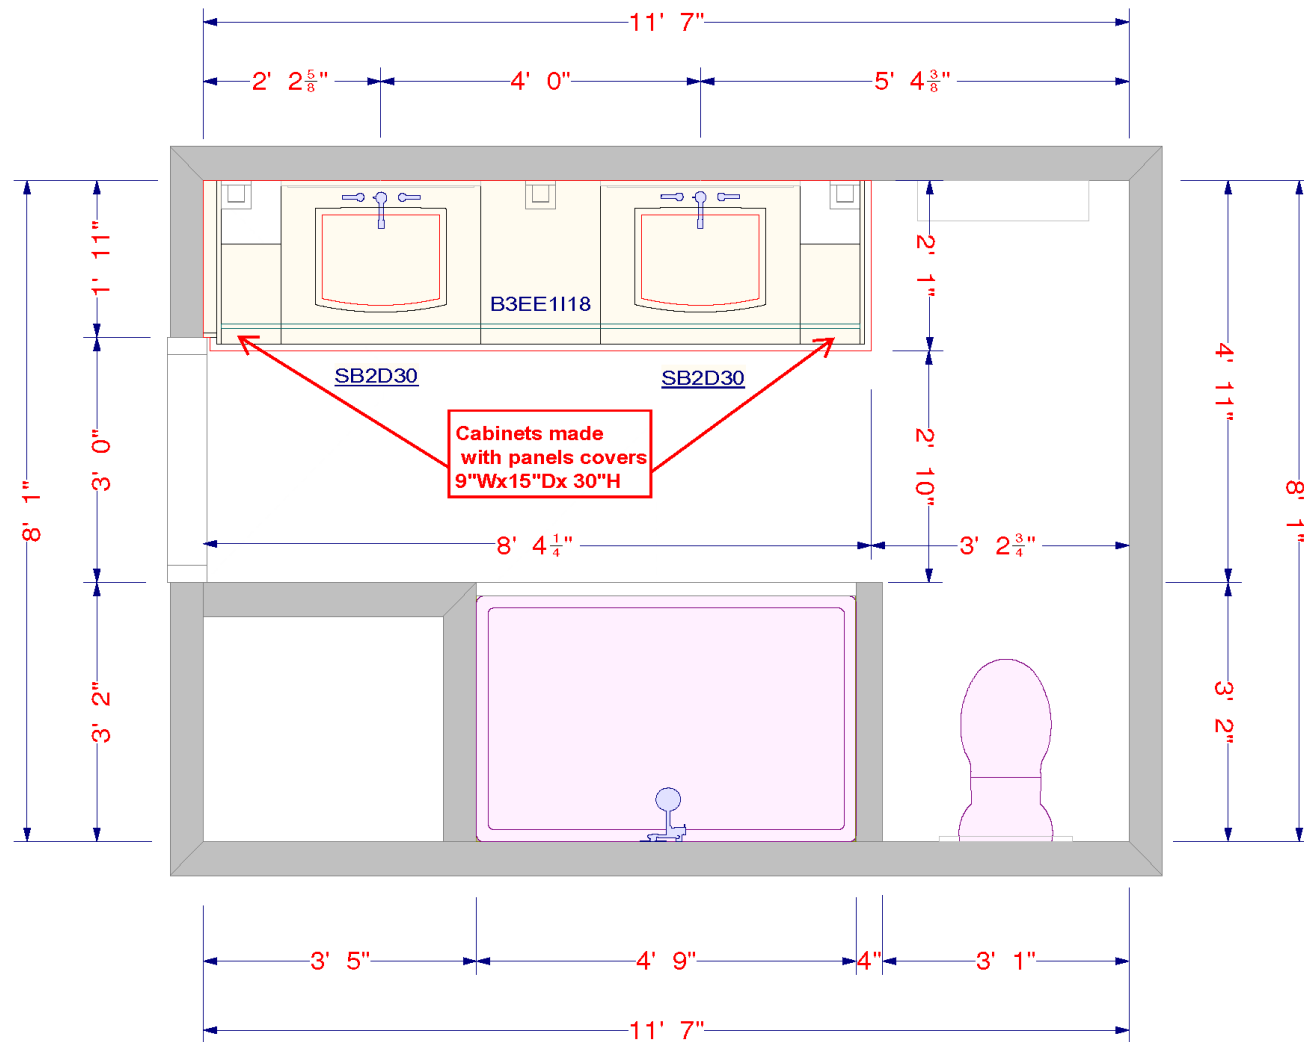 11' 7"
2' 2 5/8"
4' 0"
5' 4 3/8"
1' 11"
2' 1"
B3EE1I18
SB2D30
SB2D30
Cabinets made
with panels covers
9"Wx15"Dx 30"H
3' 0"
8' 1"
2' 10"
4' 11"
8' 1"
8' 4 1/4"
3' 2 3/4"
3' 2"
3' 2"
3' 5"
4' 9"
4"
3' 1"
11' 7"